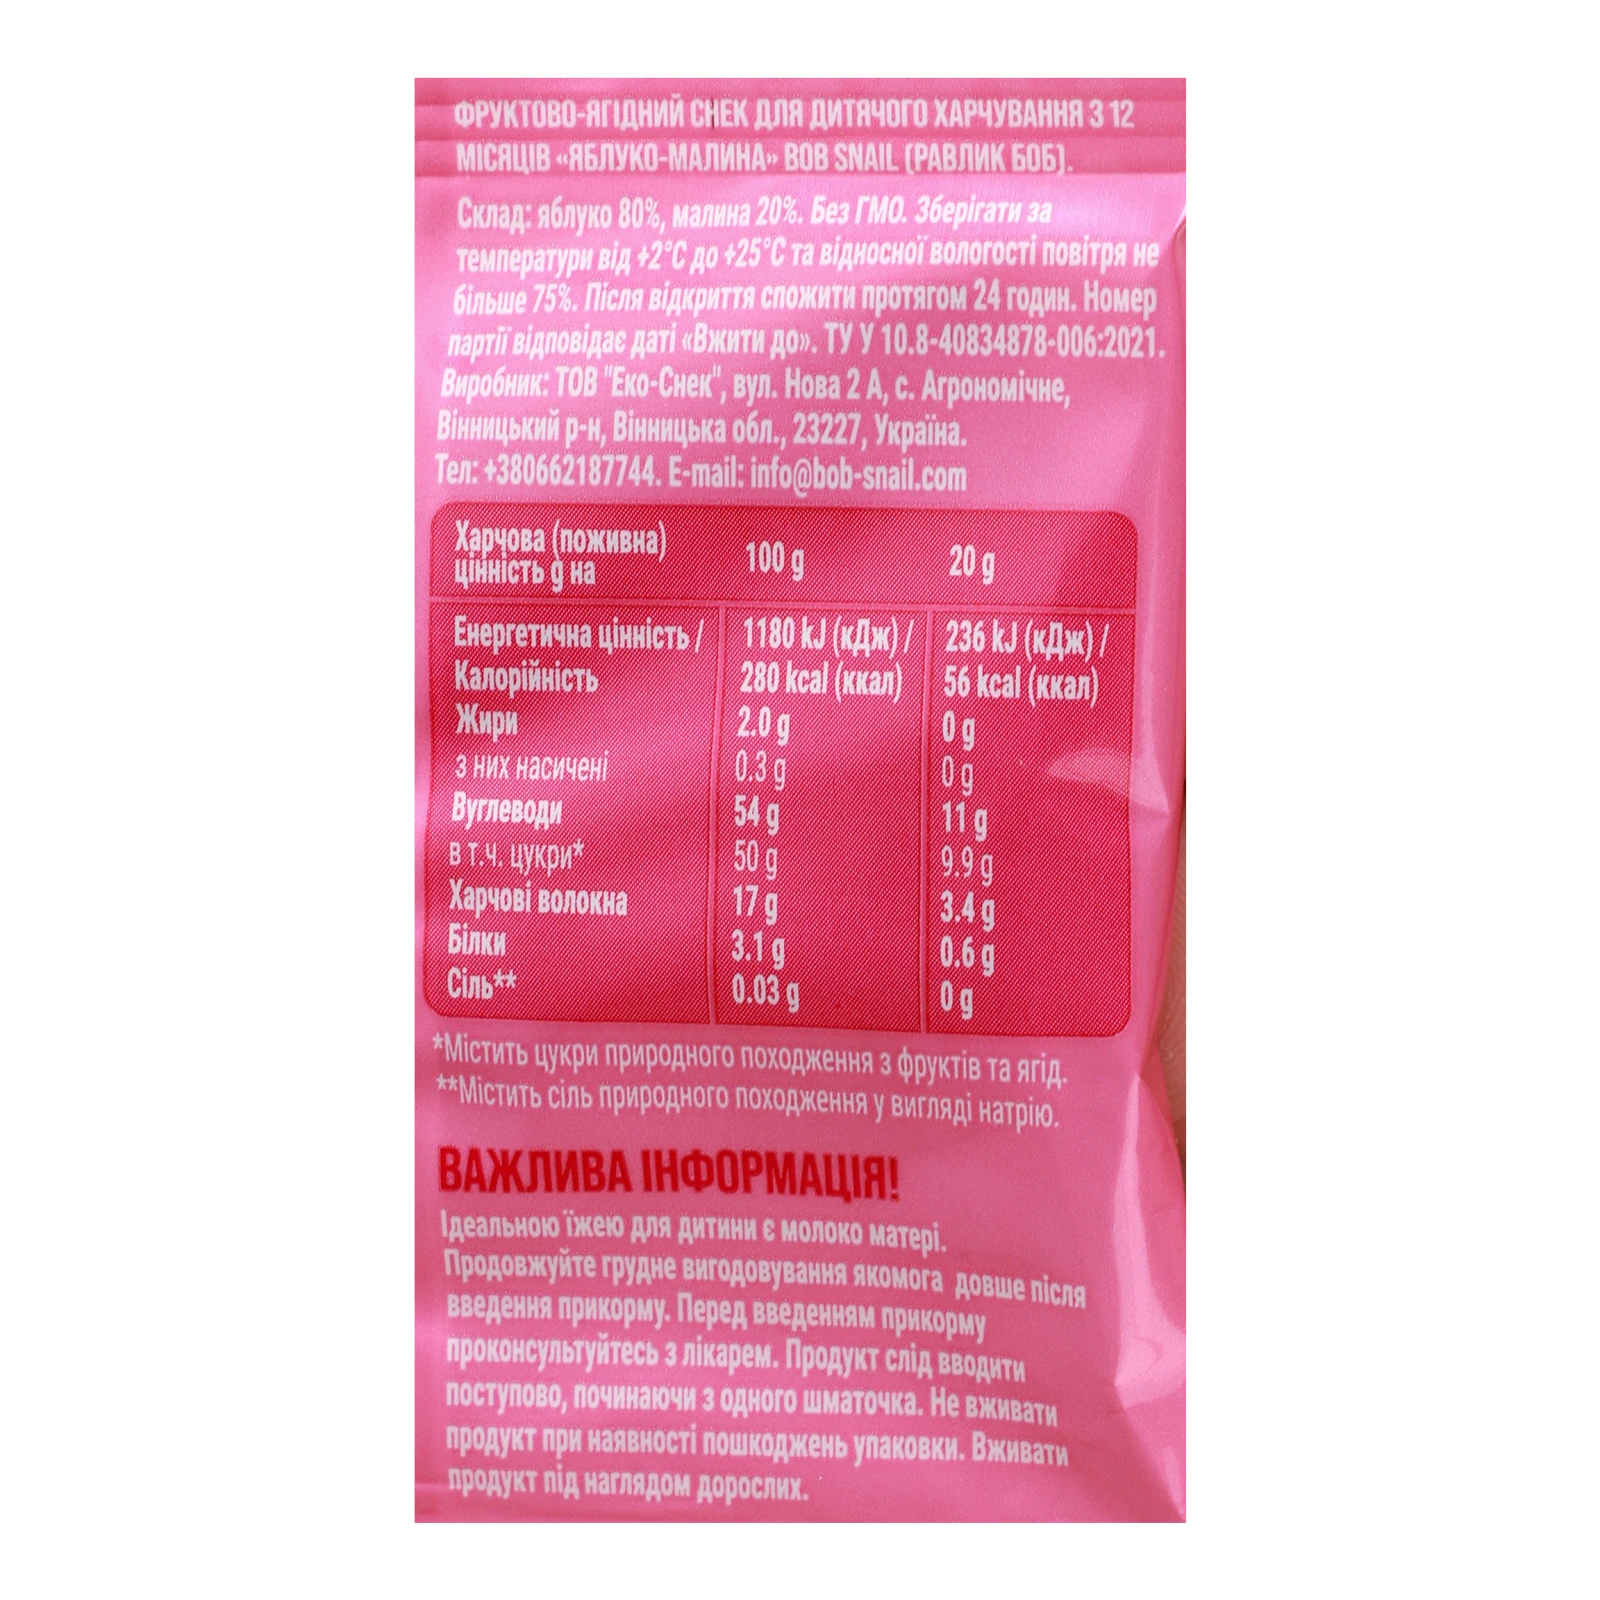 ФРУКТОВО-ЯГІДНИЙ СНЕК ДЛЯ ДИТЯЧОГО ХАРЧУВАННЯ З 12
МІСЯЦІВ «ЯБЛУКО-МАЛИНА» BOB SNAIL (РАВЛИК БОБ).
Склад: яблуко 80%, малина 20%. Без ГМО. Зберігати за
температури від +2°C до +25°C та відносної вологості повітря не
більше 75%. Після відкриття спожити протягом 24 годин. Номер
партії відповідає даті «Вжити до». ТУ У 10.8-40834878-006:2021.
Виробник: ТОВ "Еко-Снек", вул. Нова 2 А, с. Агрономічне,
Вінницький р-н, Вінницька обл., 23227, Україна.
Тел: +380662187744. E-mail: info@bob-snail.com
Харчова (поживна)
цінність g на 100 g 20 g
Енергетична цінність / 1180 kJ (кДж) / 236 kJ (кДж) /
Калорійність 280 kcal (ккал) 56 kcal (ккал)
Жири 2.0 g 0 g
з них насичені 0.3 g 0 g
Вуглеводи 54 g 11 g
в т.ч. цукри* 50 g 9.9 g
Харчові волокна 17 g 3.4 g
Білки 3.1 g 0.6 g
Сіль** 0.03 g 0 g
*Містить цукри природного походження з фруктів та ягід.
**Містить сіль природного походження у вигляді натрію.
ВАЖЛИВА ІНФОРМАЦІЯ!
Ідеальною їжею для дитини є молоко матері.
Продовжуйте грудне вигодовування якомога довше після
введення прикорму. Перед введенням прикорму
проконсультуйтесь з лікарем. Продукт слід вводити
поступово, починаючи з одного шматочка. Не вживати
продукт при наявності пошкоджень упаковки. Вживати
продукт під наглядом дорослих.